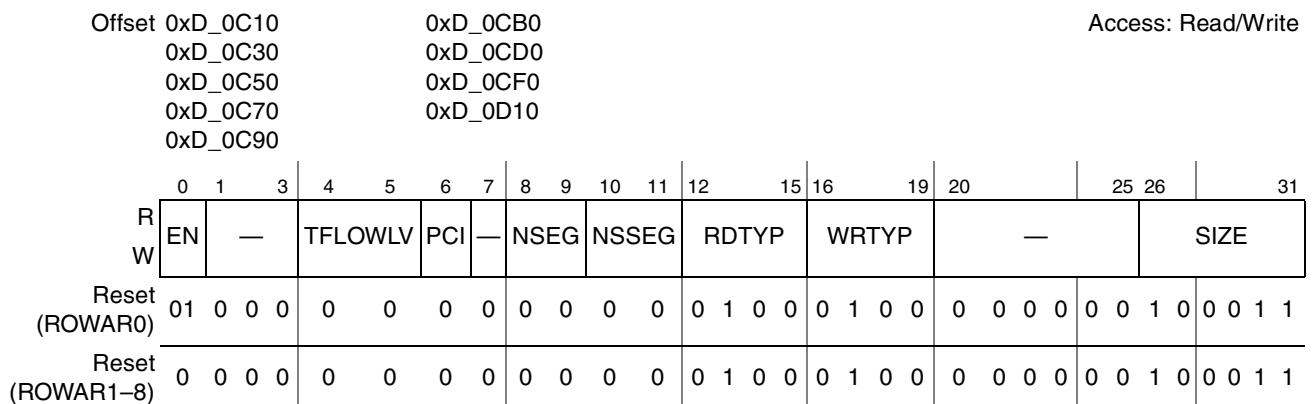 Offset 0xD_0C10 0xD_0CB0 Access: Read/Write
0xD_0C30 0xD_0CD0
0xD_0C50 0xD_0CF0
0xD_0C70 0xD_0D10
0xD_0C90
0 1 3 4 5 6 7 8 9 10 11 12 15 16 19 20 25 26 31
R
W
EN — TFLOWLV PCI — NSEG NSSEG RDTYP WRTYP — SIZE
Reset
(ROWAR0)
01 0 0 0 0 0 0 0 0 0 0 0 0 1 0 0 0 1 0 0 0 0 0 0 0 0 1 0 0 0 1 1
Reset
(ROWAR1–8)
0 0 0 0 0 0 0 0 0 0 0 0 0 1 0 0 0 1 0 0 0 0 0 0 0 0 1 0 0 0 1 1